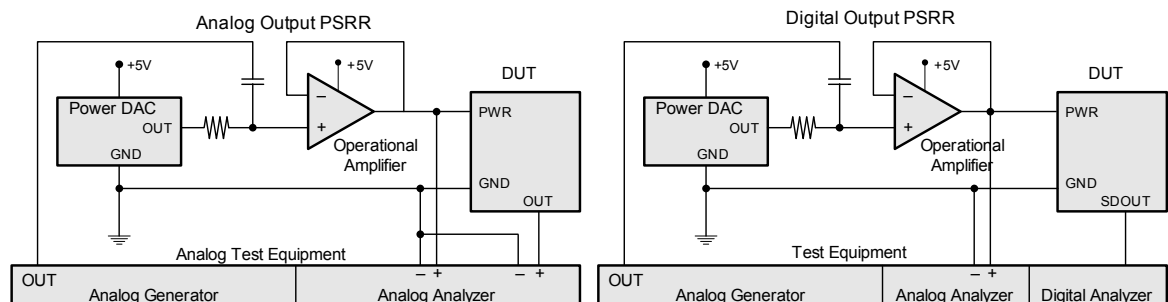 Analog Output PSRR
+5V
+5V
DUT
Power DAC
OUT
GND
−
+
Operational
Amplifier
PWR
GND
OUT
Analog Test Equipment
− +
− +
OUT
Analog Generator
Analog Analyzer
Digital Output PSRR
+5V
+5V
DUT
Power DAC
OUT
GND
−
+
Operational
Amplifier
PWR
GND
SDOUT
Test Equipment
− +
OUT
Analog Generator
Analog Analyzer
Digital Analyzer